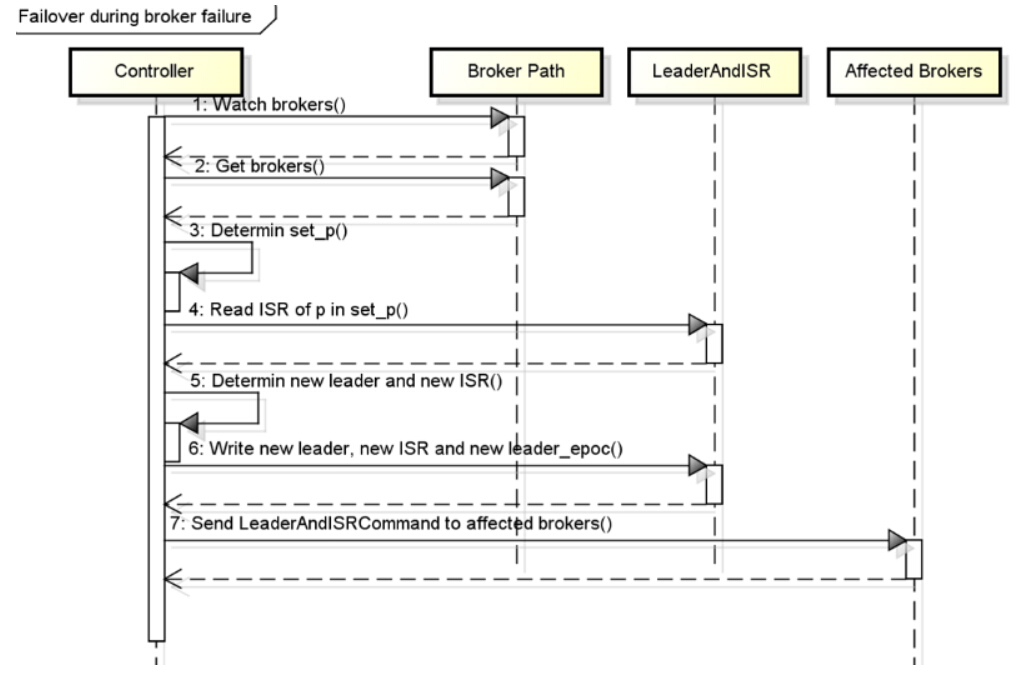 Failover during broker failure
Controller
Broker Path
LeaderAndISR
Affected Brokers
1: Watch brokers()
2: Get brokers()
3: Determin set_p()
4: Read ISR of p in set_p()
5: Determin new leader and new ISR()
6: Write new leader, new ISR and new leader_epoc()
7: Send LeaderAndISRCommand to affected brokers()